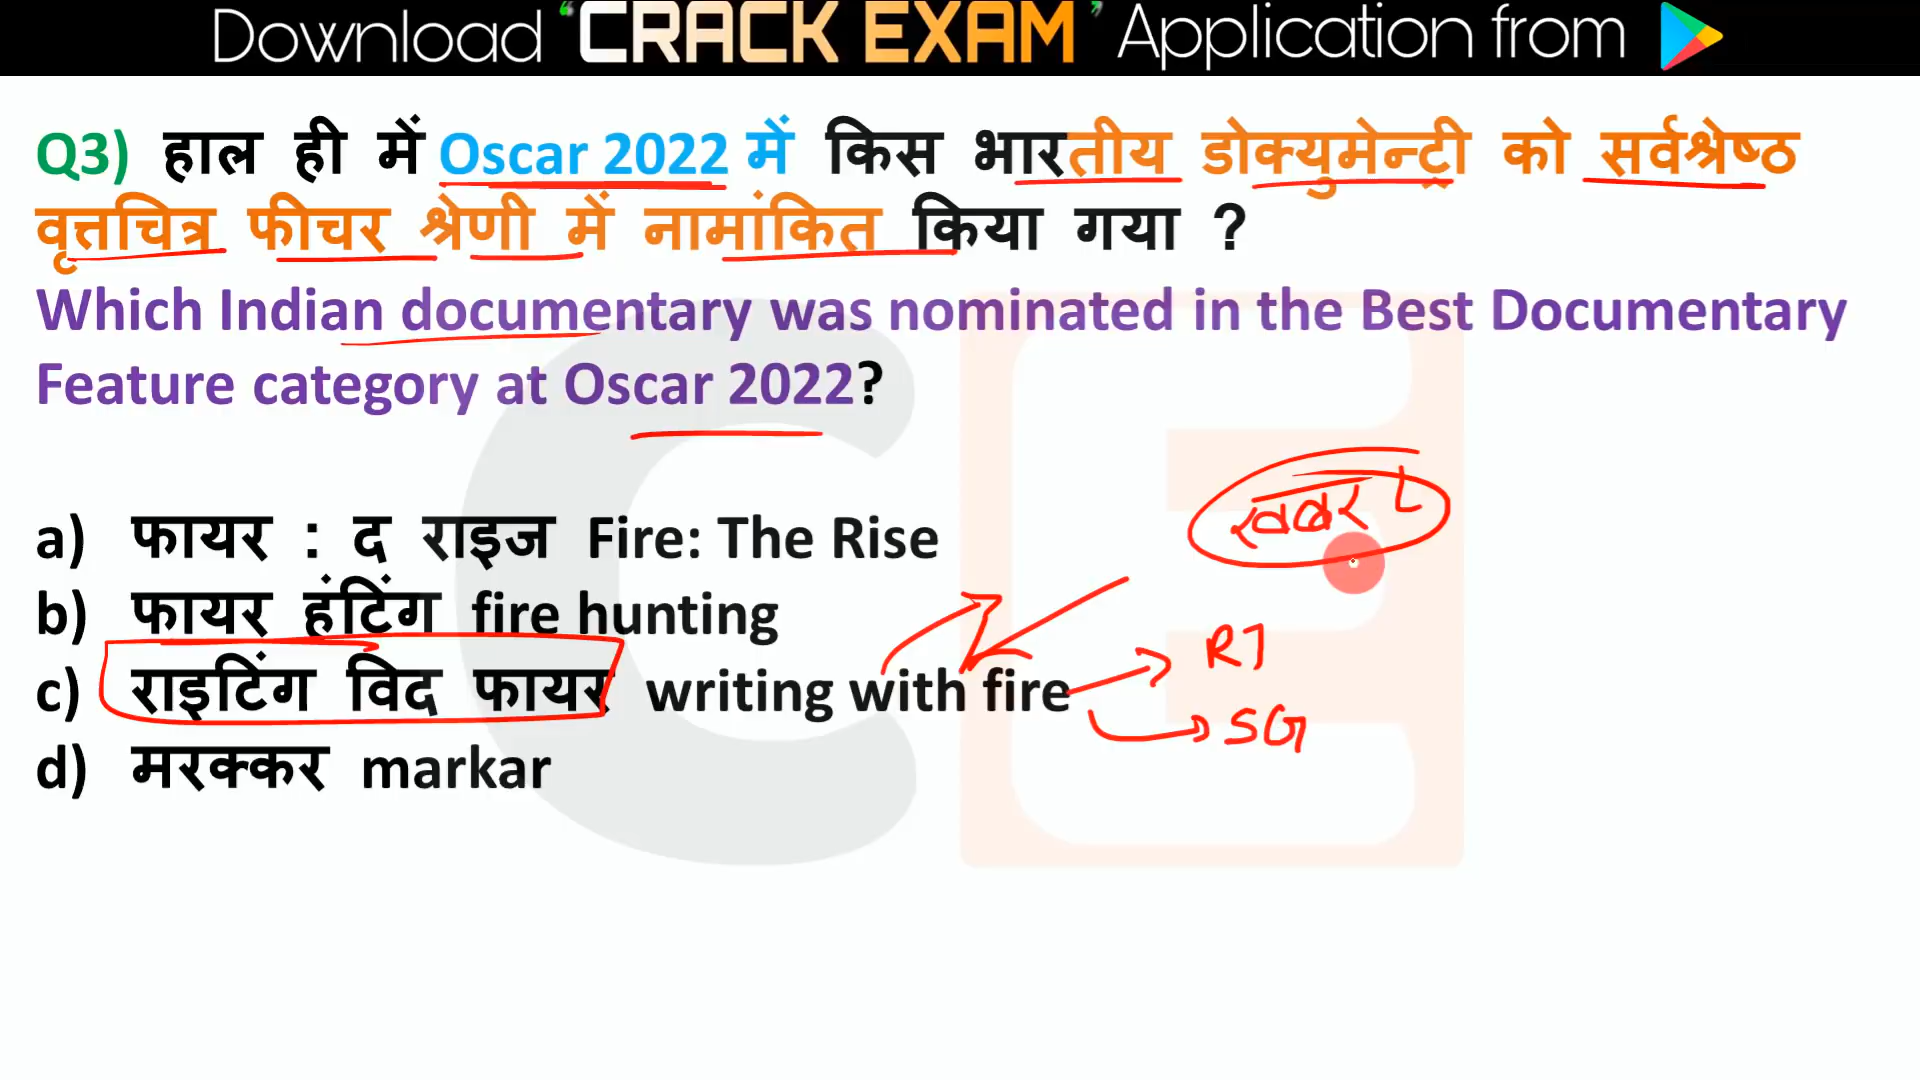 Download "CRACK EXAM" Application from
Q3) हाल ही में Oscar 2022 में किस भारतीय डोक्युमेन्ट्री को सर्वश्रेष्ठ
वृत्तचित्र फीचर श्रेणी में नामांकित किया गया ?
Which Indian documentary was nominated in the Best Documentary
Feature category at Oscar 2022?
a) फायर : द राइज Fire: The Rise
b) फायर हंटिंग fire hunting
c) राइटिंग विद फायर writing with fire
d) मरक्कर markar
RT
SG